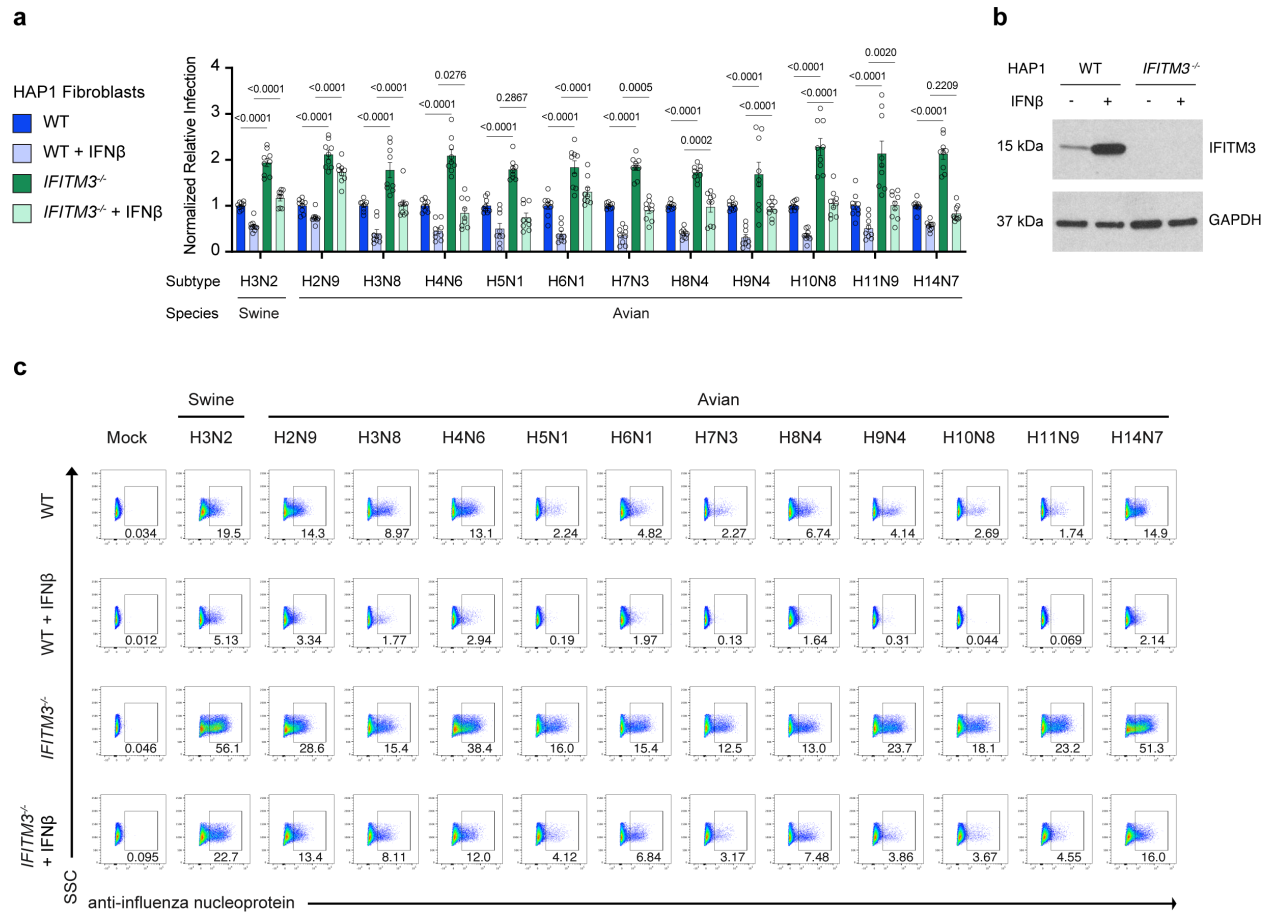 a
Normalized Relative Infection
HAP1 Fibroblasts
WT
WT + IFNβ
IFITM3-/-
IFITM3-/- + IFNβ
4
3
2
1
0
<0.0001 <0.0001 <0.0001 <0.0001 <0.0001 <0.0001 <0.0001 0.0276 <0.0001 0.2867 <0.0001 <0.0001 <0.0001 0.0005 <0.0001 0.0002 <0.0001 <0.0001 <0.0001 <0.0001 <0.0001 0.0020 <0.0001 0.2209
Subtype H3N2 H2N9 H3N8 H4N6 H5N1 H6N1 H7N3 H8N4 H9N4 H10N8 H11N9 H14N7
Species Swine Avian
b
HAP1 WT IFITM3-/-
IFNβ - + - +
15 kDa IFITM3
37 kDa GAPDH
c
Swine Avian
Mock H3N2 H2N9 H3N8 H4N6 H5N1 H6N1 H7N3 H8N4 H9N4 H10N8 H11N9 H14N7
WT
0.034 19.5 14.3 8.97 13.1 2.24 4.82 2.27 6.74 4.14 2.69 1.74 14.9
WT + IFNβ
0.012 5.13 3.34 1.77 2.94 0.19 1.97 0.13 1.64 0.31 0.044 0.069 2.14
IFITM3-/-
0.046 56.1 28.6 15.4 38.4 16.0 15.4 12.5 13.0 23.7 18.1 23.2 51.3
IFITM3-/-
+ IFNβ
0.095 22.7 13.4 8.11 12.0 4.12 6.84 3.17 7.48 3.86 3.67 4.55 16.0
SSC
anti-influenza nucleoprotein